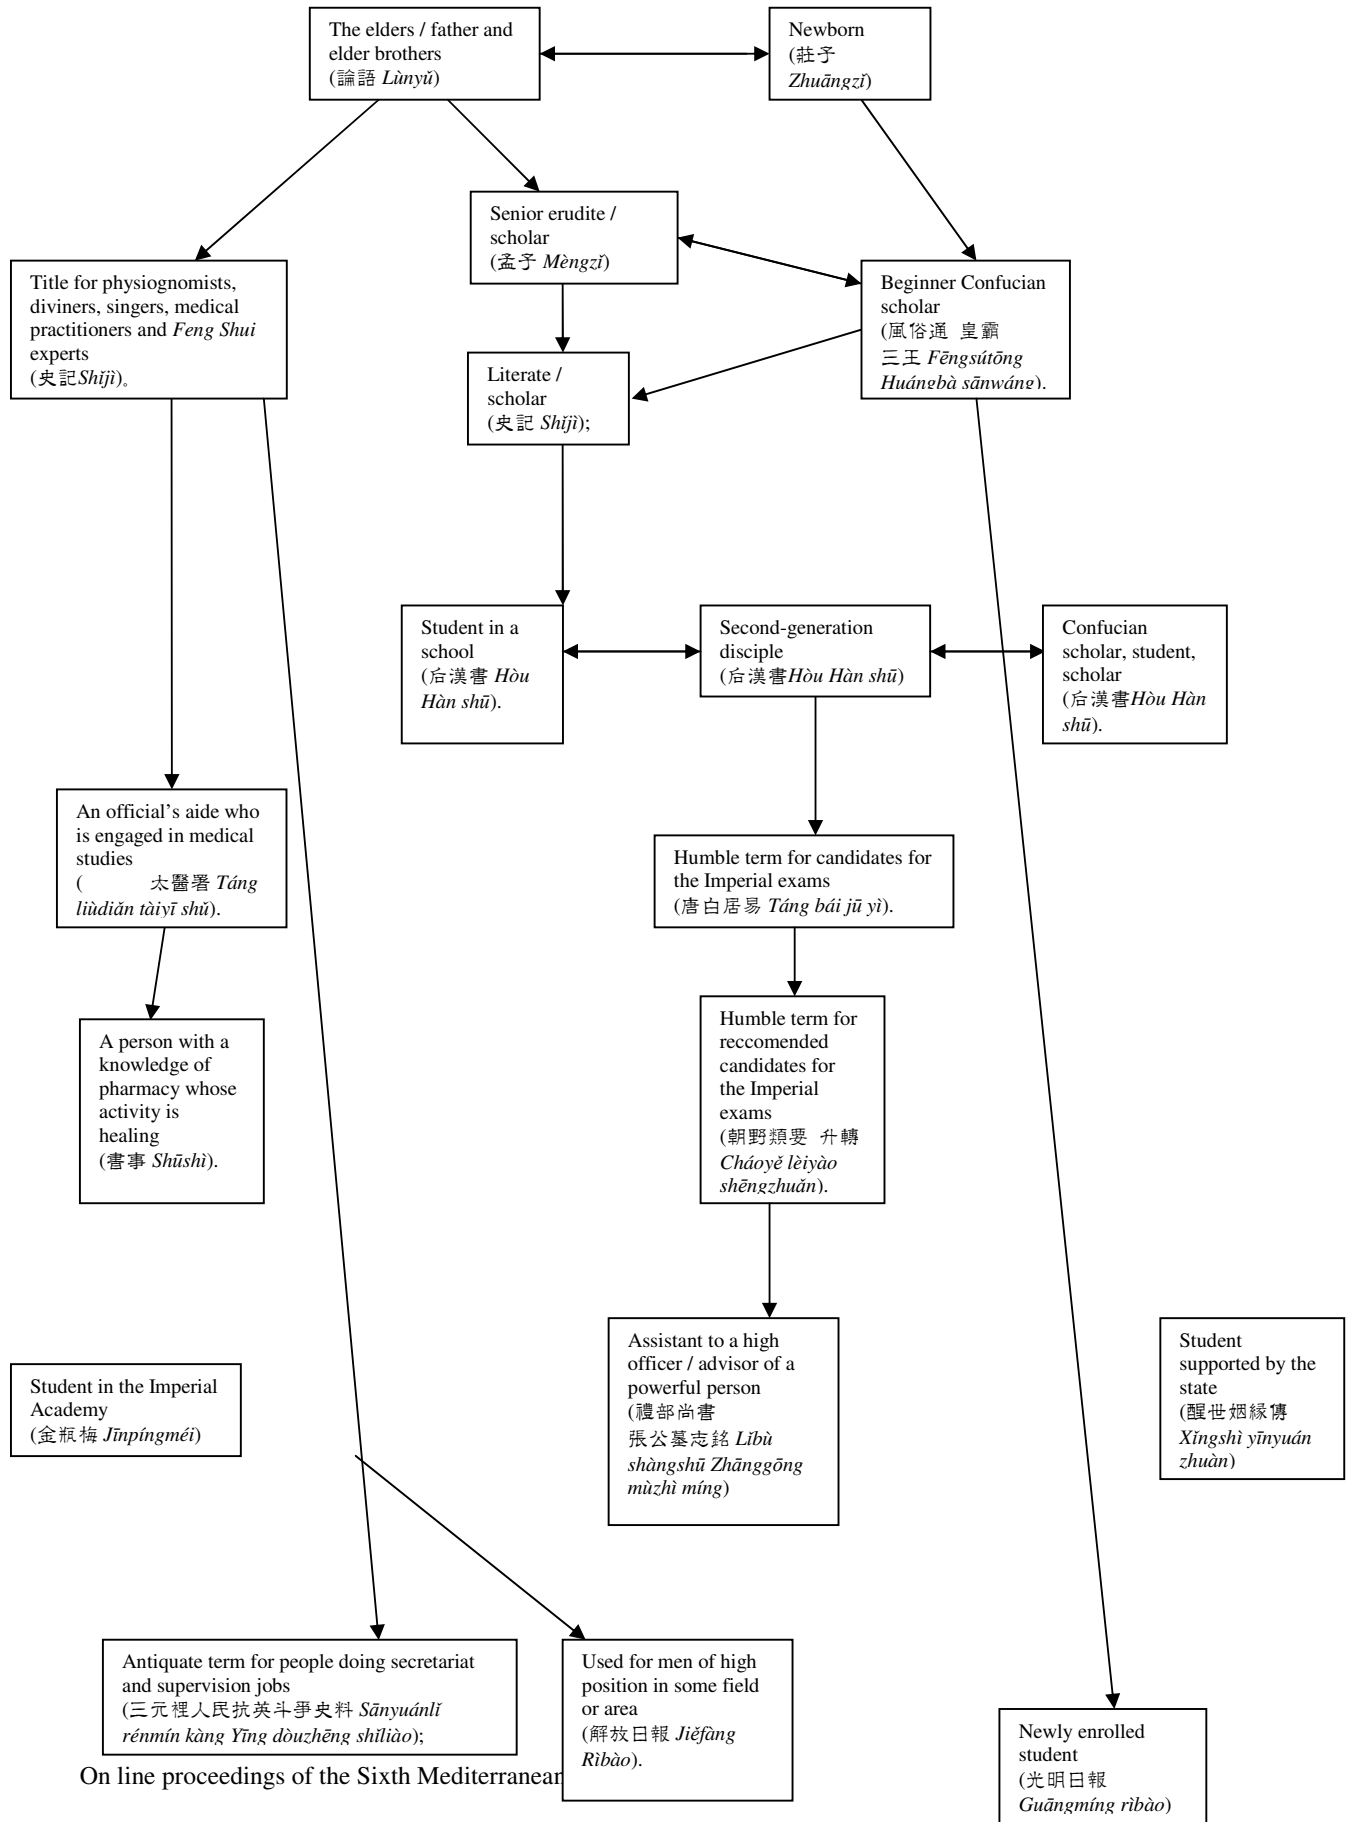 The elders / father and
elder brothers
(論語 Lùnyǔ)
Newborn
(莊子
Zhuāngzǐ)
Senior erudite /
scholar
(孟子 Mèngzǐ)
Title for physiognomists,
diviners, singers, medical
practitioners and Feng Shui
experts
(史記Shǐjì)。
Beginner Confucian
scholar
(風俗通 皇霸
三王 Fēngsútōng
Huángbà sānwáng).
Literate /
scholar
(史記 Shǐjì);
Student in a
school
(后漢書 Hòu
Hàn shū).
Second-generation
disciple
(后漢書Hòu Hàn shū)
Confucian
scholar, student,
scholar
(后漢書Hòu Hàn
shū).
An official’s aide who
is engaged in medical
studies
( 太醫署 Táng
liùdiǎn tàiyī shǔ).
Humble term for candidates for
the Imperial exams
(唐白居易 Táng bái jū yì).
A person with a
knowledge of
pharmacy whose
activity is
healing
(書事 Shūshì).
Humble term for
reccomended
candidates for
the Imperial
exams
(朝野類要 升轉
Cháoyě lèiyào
shēngzhuǎn).
Assistant to a high
officer / advisor of a
powerful person
(禮部尚書
張公墓志銘 Lǐbù
shàngshū Zhānggōng
mùzhì míng)
Student
supported by the
state
(醒世姻緣傳
Xǐngshì yīnyuán
zhuàn)
Student in the Imperial
Academy
(金瓶梅 Jīnpíngméi)
Antiquate term for people doing secretariat
and supervision jobs
(三元裡人民抗英斗爭史料 Sānyuánlǐ
rénmín kàng Yīng dòuzhēng shǐliào);
Used for men of high
position in some field
or area
(解放日報 Jiěfàng
Rìbào).
Newly enrolled
student
(光明日報
Guāngmíng rìbào)
On line proceedings of the Sixth Mediterranean